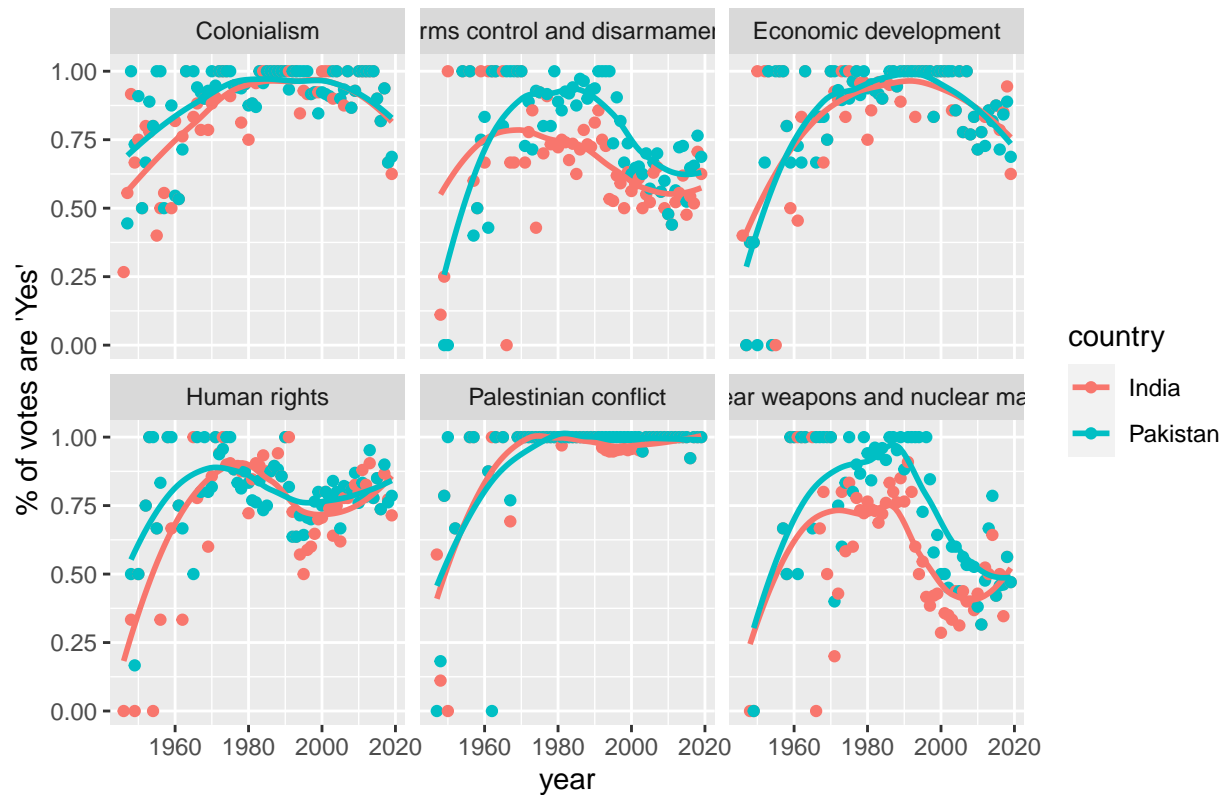 Colonialism
rms control and disarmamen
Economic development
1.00
0.75
0.50
0.25
0.00
Human rights
Palestinian conflict
ear weapons and nuclear ma
1.00
0.75
0.50
0.25
0.00
1960 1980 2000 2020
1960 1980 2000 2020
1960 1980 2000 2020
year
% of votes are 'Yes'
country
India
Pakistan